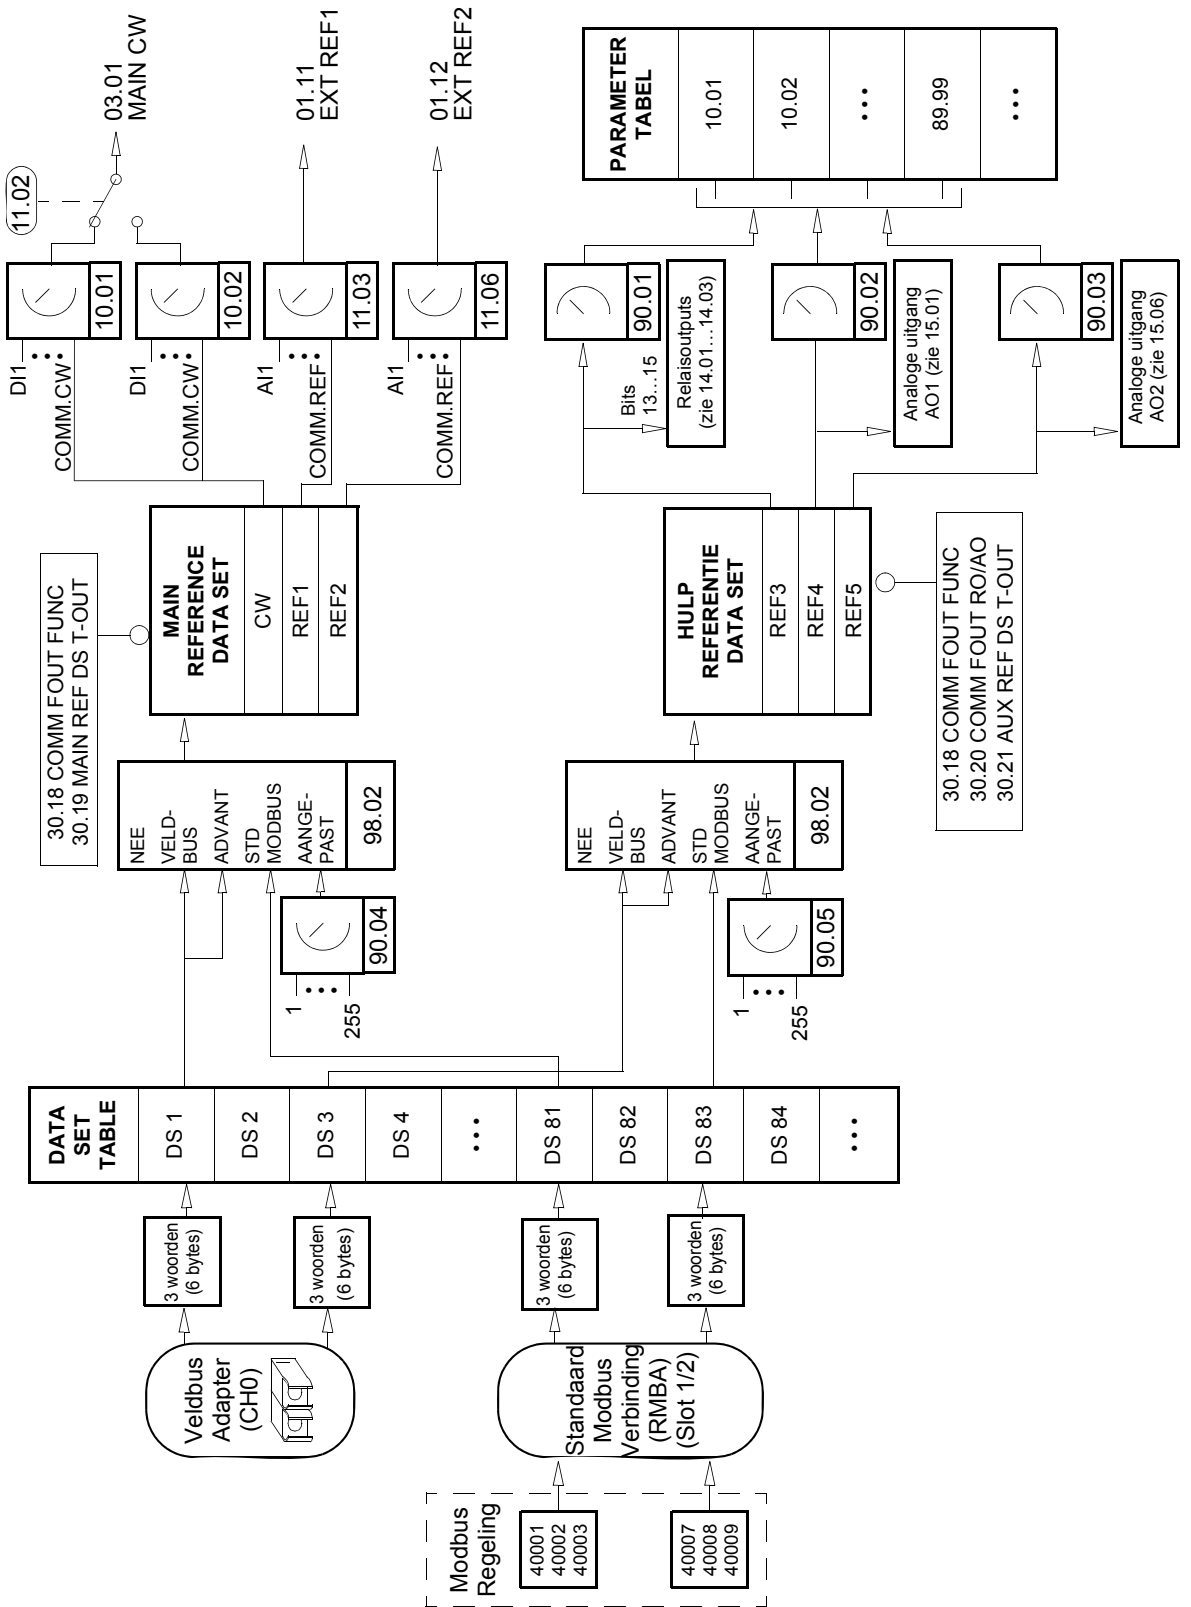 Modbus
Regeling
40001
40002
40003
40007
40008
40009
Veldbus
Adapter
(CH0)
Standaard
Modbus
Verbinding
(RMBA)
(Slot 1/2)
3 woorden
(6 bytes)
3 woorden
(6 bytes)
3 woorden
(6 bytes)
3 woorden
(6 bytes)
DATA
SET
TABLE
DS 1
DS 2
DS 3
DS 4
•••
DS 81
DS 82
DS 83
DS 84
•••
1
•••
255
90.04
1
•••
255
90.05
NEE
VELD-
BUS
ADVANT
STD
MODBUS
AANGE-
PAST
98.02
NEE
VELD-
BUS
ADVANT
STD
MODBUS
AANGE-
PAST
98.02
30.18 COMM FOUT FUNC
30.19 MAIN REF DS T-OUT
MAIN
REFERENCE
DATA SET
CW
REF1
REF2
HULP
REFERENTIE
DATA SET
REF3
REF4
REF5
30.18 COMM FOUT FUNC
30.20 COMM FOUT RO/AO
30.21 AUX REF DS T-OUT
DI1
•••
COMM.CW
10.01
DI1
•••
COMM.CW
10.02
AI1
•••
COMM.REF
11.03
AI1
•••
COMM.REF
11.06
11.02
03.01
MAIN CW
01.11
EXT REF1
01.12
EXT REF2
90.01
Bits
13...15
Relaisoutputs
(zie 14.01...14.03)
90.02
Analoge uitgang
AO1 (zie 15.01)
90.03
Analoge uitgang
AO2 (zie 15.06)
PARAMETER
TABEL
10.01
10.02
•••
89.99
•••